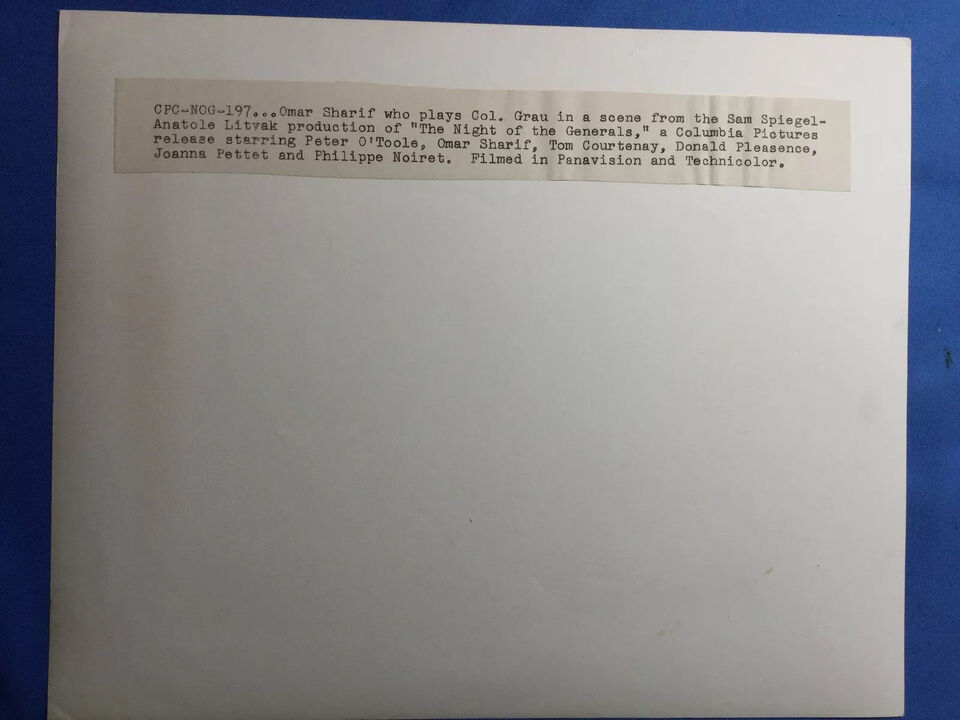 CPC-NOG-197...Omar Sharif who plays Col. Grau in a scene from the Sam Spiegel-
Anatole Litvak production of "The Night of the Generals," a Columbia Pictures
release starring Peter O'Toole, Omar Sharif, Tom Courtenay, Donald Pleasence,
Joanna Pettet and Philippe Noiret. Filmed in Panavision and Technicolor.